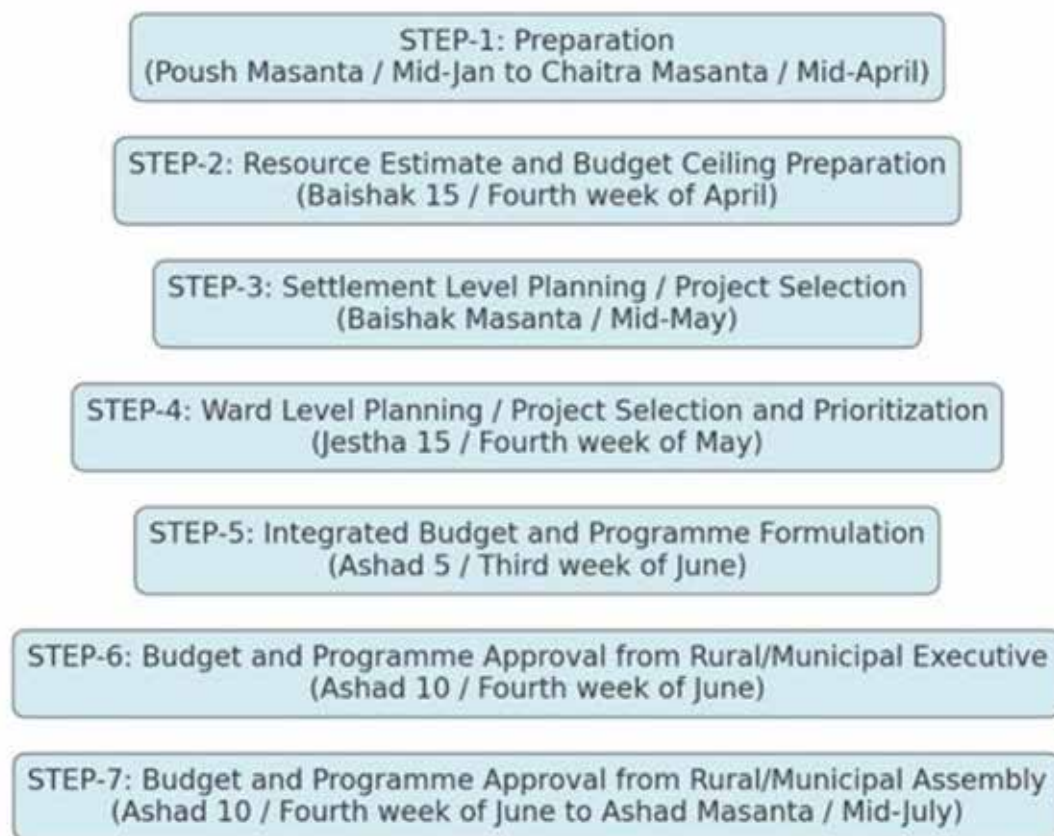 STEP-1: Preparation
(Poush Masanta / Mid-Jan to Chaitra Masanta / Mid-April)
STEP-2: Resource Estimate and Budget Ceiling Preparation
(Baishak 15 / Fourth week of April)
STEP-3: Settlement Level Planning / Project Selection
(Baishak Masanta / Mid-May)
STEP-4: Ward Level Planning / Project Selection and Prioritization
(Jestha 15 / Fourth week of May)
STEP-5: Integrated Budget and Programme Formulation
(Ashad 5 / Third week of June)
STEP-6: Budget and Programme Approval from Rural/Municipal Executive
(Ashad 10 / Fourth week of June)
STEP-7: Budget and Programme Approval from Rural/Municipal Assembly
(Ashad 10 / Fourth week of June to Ashad Masanta / Mid-July)